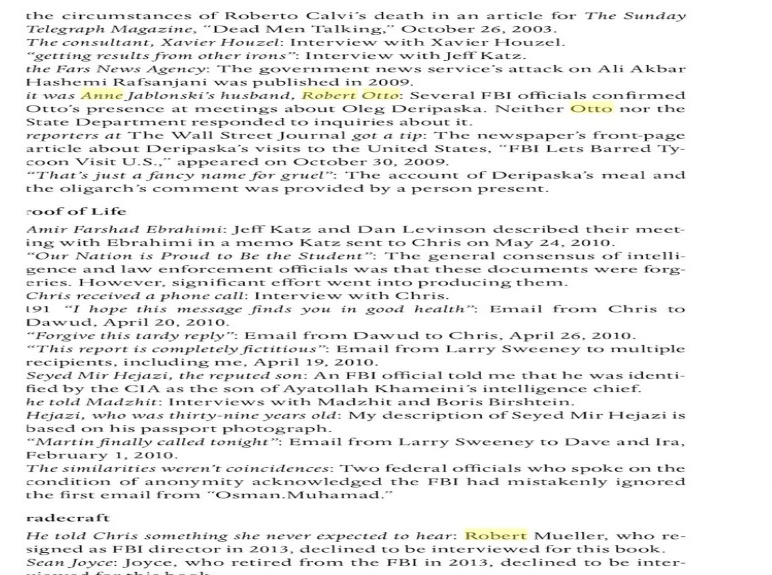 the circumstances of Roberto Calvi's death in an article for The Sunday
Telegraph Magazine, "Dead Men Talking," October 26, 2003.
The consultant, Xavier Houzel: Interview with Xavier Houzel.
"getting results from other irons": Interview with Jeff Katz.
the Fars News Agency: The government news service's attack on Ali Akbar
Hashemi Rafsanjani was published in 2009.
it was Anne Jablonski's husband, Robert Otto: Several FBI officials confirmed
Otto's presence at meetings about Oleg Deripaska. Neither Otto nor the
State Department responded to inquiries about it.
reporters at The Wall Street Journal got a tip: The newspaper's front-page
article about Deripaska's visits to the United States, "FBI Lets Barred Ty-
coon Visit U.S.," appeared on October 30, 2009.
"That's just a fancy name for gruel": The account of Deripaska's meal and
the oligarch's comment was provided by a person present.
roof of Life
Amir Farshad Ebrahimi: Jeff Katz and Dan Levinson described their meet-
ing with Ebrahimi in a memo Katz sent to Chris on May 24, 2010.
"Our Nation is Proud to Be the Student": The general consensus of intelli-
gence and law enforcement officials was that these documents were forg-
eries. However, significant effort went into producing them.
Chris received a phone call: Interview with Chris.
191 "I hope this message finds you in good health": Email from Chris to
Dawud, April 20, 2010.
"Forgive this tardy reply": Email from Dawud to Chris, April 26, 2010.
"This report is completely fictitious": Email from Larry Sweeney to multiple
recipients, including me, April 19, 2010.
Seyed Mir Hejazi, the reputed son: An FBI official told me that he was identi-
fied by the CIA as the son of Ayatollah Khameini's intelligence chief.
he told Madzhit: Interviews with Madzhit and Boris Birshtein.
Hejazi, who was thirty-nine years old: My description of Seyed Mir Hejazi is
based on his passport photograph.
"Martin finally called tonight": Email from Larry Sweeney to Dave and Ira,
February 1, 2010.
The similarities weren't coincidences: Two federal officials who spoke on the
condition of anonymity acknowledged the FBI had mistakenly ignored
the first email from "Osman.Muhamad."
radecraft
He told Chris something she never expected to hear: Robert Mueller, who re-
signed as FBI director in 2013, declined to be interviewed for this book.
Sean Joyce: Joyce, who retired from the FBI in 2013, declined to be inter-
viewed for this book.